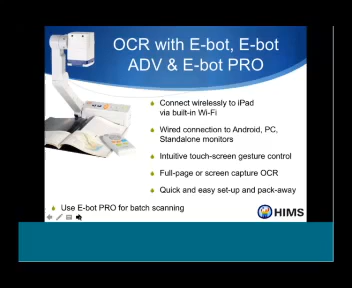 OCR with E-bot, E-bot
ADV & E-bot PRO
Connect wirelessly to iPad
via built-in Wi-Fi
Wired connection to Android, PC,
Standalone monitors
Intuitive touch-screen gesture control
Full-page or screen capture OCR
Quick and easy set-up and pack-away
Use E-bot PRO for batch scanning
HIMS